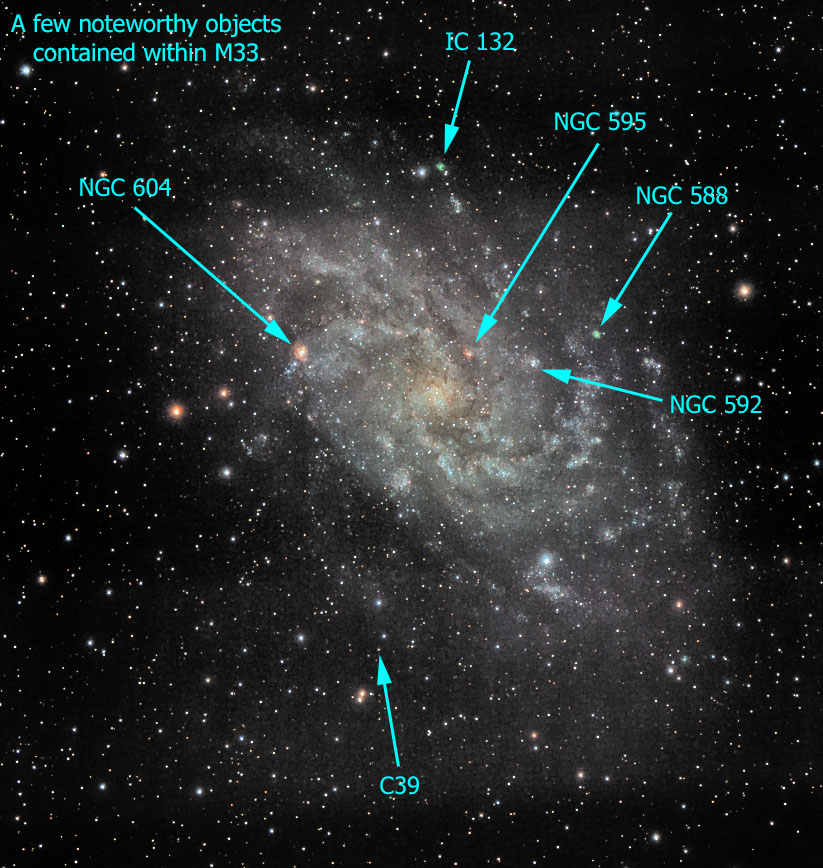 A few noteworthy objects
contained within M33
IC 132
NGC 595
NGC 604
NGC 588
NGC 592
C39